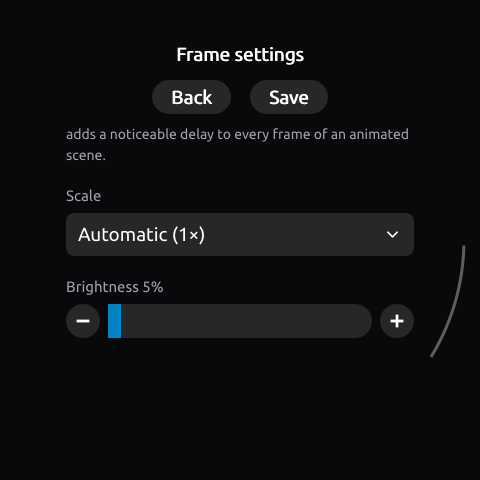 Frame settings
Back
Save
adds a noticeable delay to every frame of an animated
scene.
Scale
Automatic (1×)
Brightness 5%